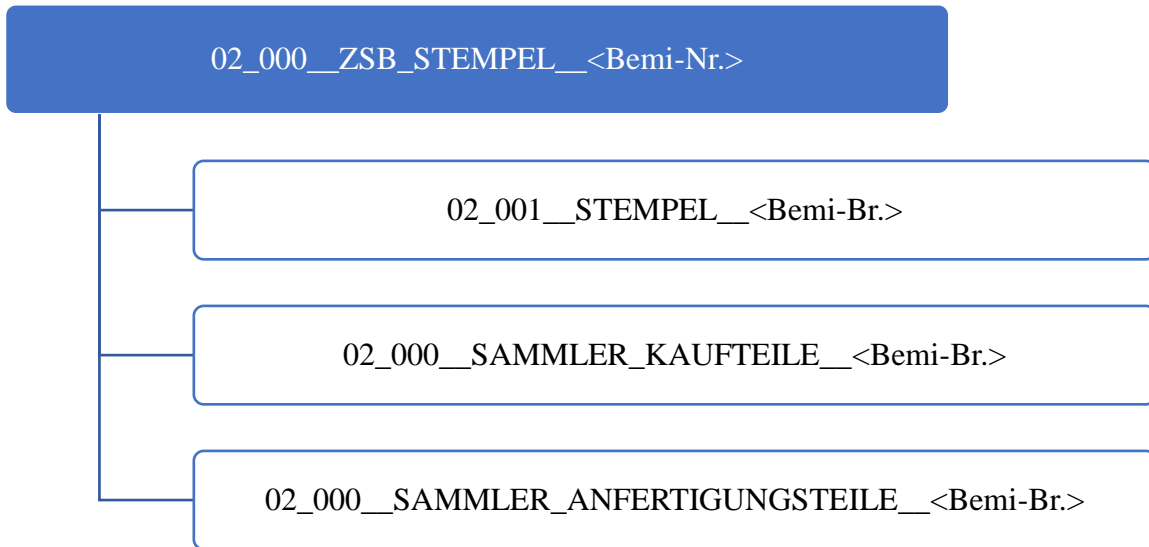 02_000__ZSB_STEMPEL__<Bemi-Nr.>
02_001__STEMPEL__<Bemi-Br.>
02_000__SAMMLER_KAUFTEILE__<Bemi-Br.>
02_000__SAMMLER_ANFERTIGUNGSTEILE__<Bemi-Br.>